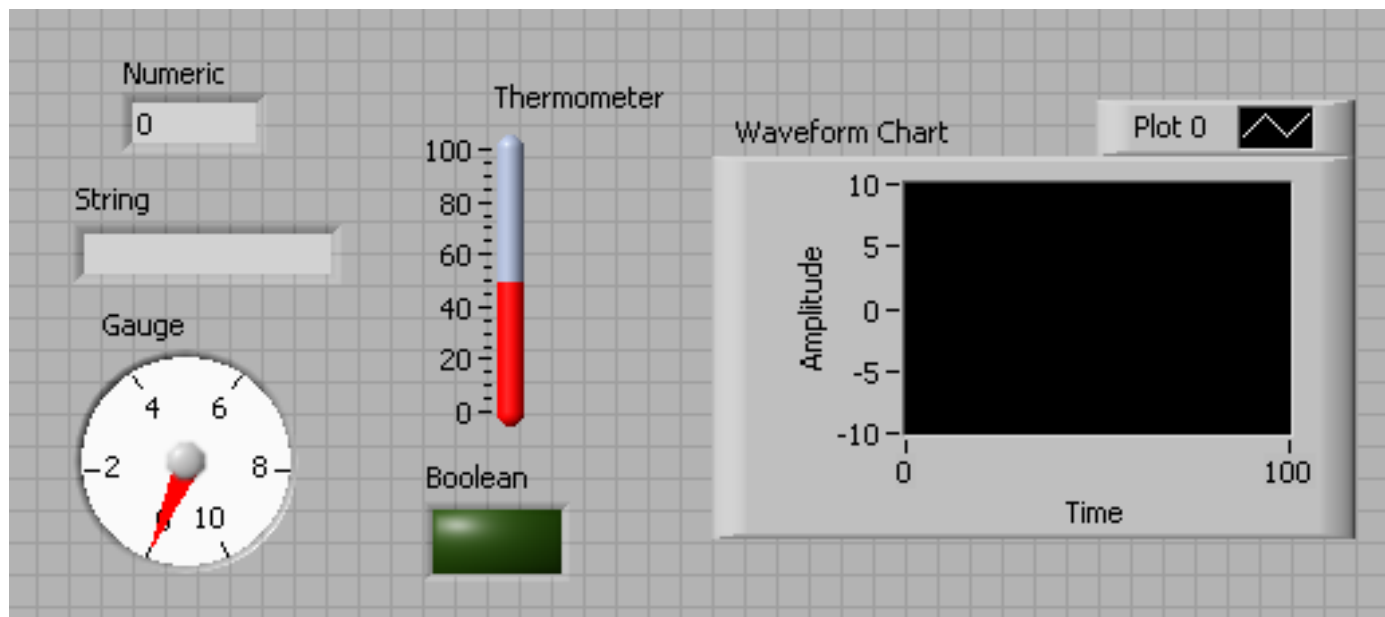 Numeric
0
String
Gauge
4 6
2 8
0 10
Thermometer
100
80
60
40
20
0
Boolean
Waveform Chart
Plot 0
10
5
0
-5
-10
Amplitude
0 100
Time